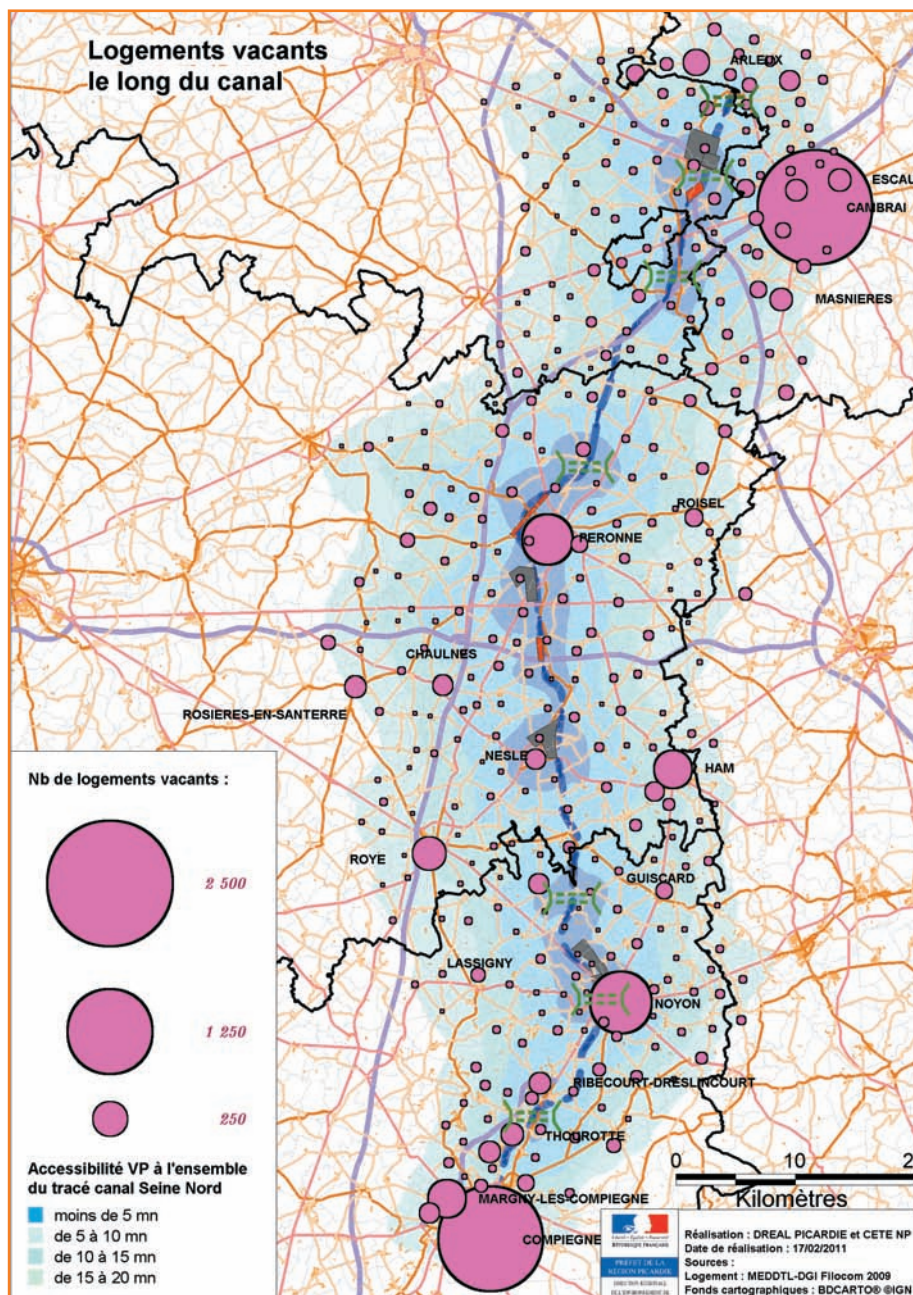 Logements vacants
le long du canal
ARLEUX
ESCAU
CAMBRAI
MASNIERES
ROISEL
PERONNE
CHAULNES
ROSIERES-EN-SANTERRE
NESLE
HAM
ROYE
GUISCARD
LASSIGNY
NOYON
RIBECOURT-DRESLINCOURT
THOUROTTE
MARGNY-LES-COMPIEGNE
COMPIEGNE
Nb de logements vacants :
2 500
1 250
250
Accessibilité VP à l'ensemble
du tracé canal Seine Nord
moins de 5 mn
de 5 à 10 mn
de 10 à 15 mn
de 15 à 20 mn
0 10 2
Kilomètres
RÉPUBLIQUE FRANÇAISE
PRÉFET DE LA
RÉGION PICARDIE
Réalisation : DREAL PICARDIE et CETE NP
Date de réalisation : 17/02/2011
Sources :
Logement : MEDDTL-DGI Filocom 2009
Fonds cartographiques : BDCARTO® ©IGN